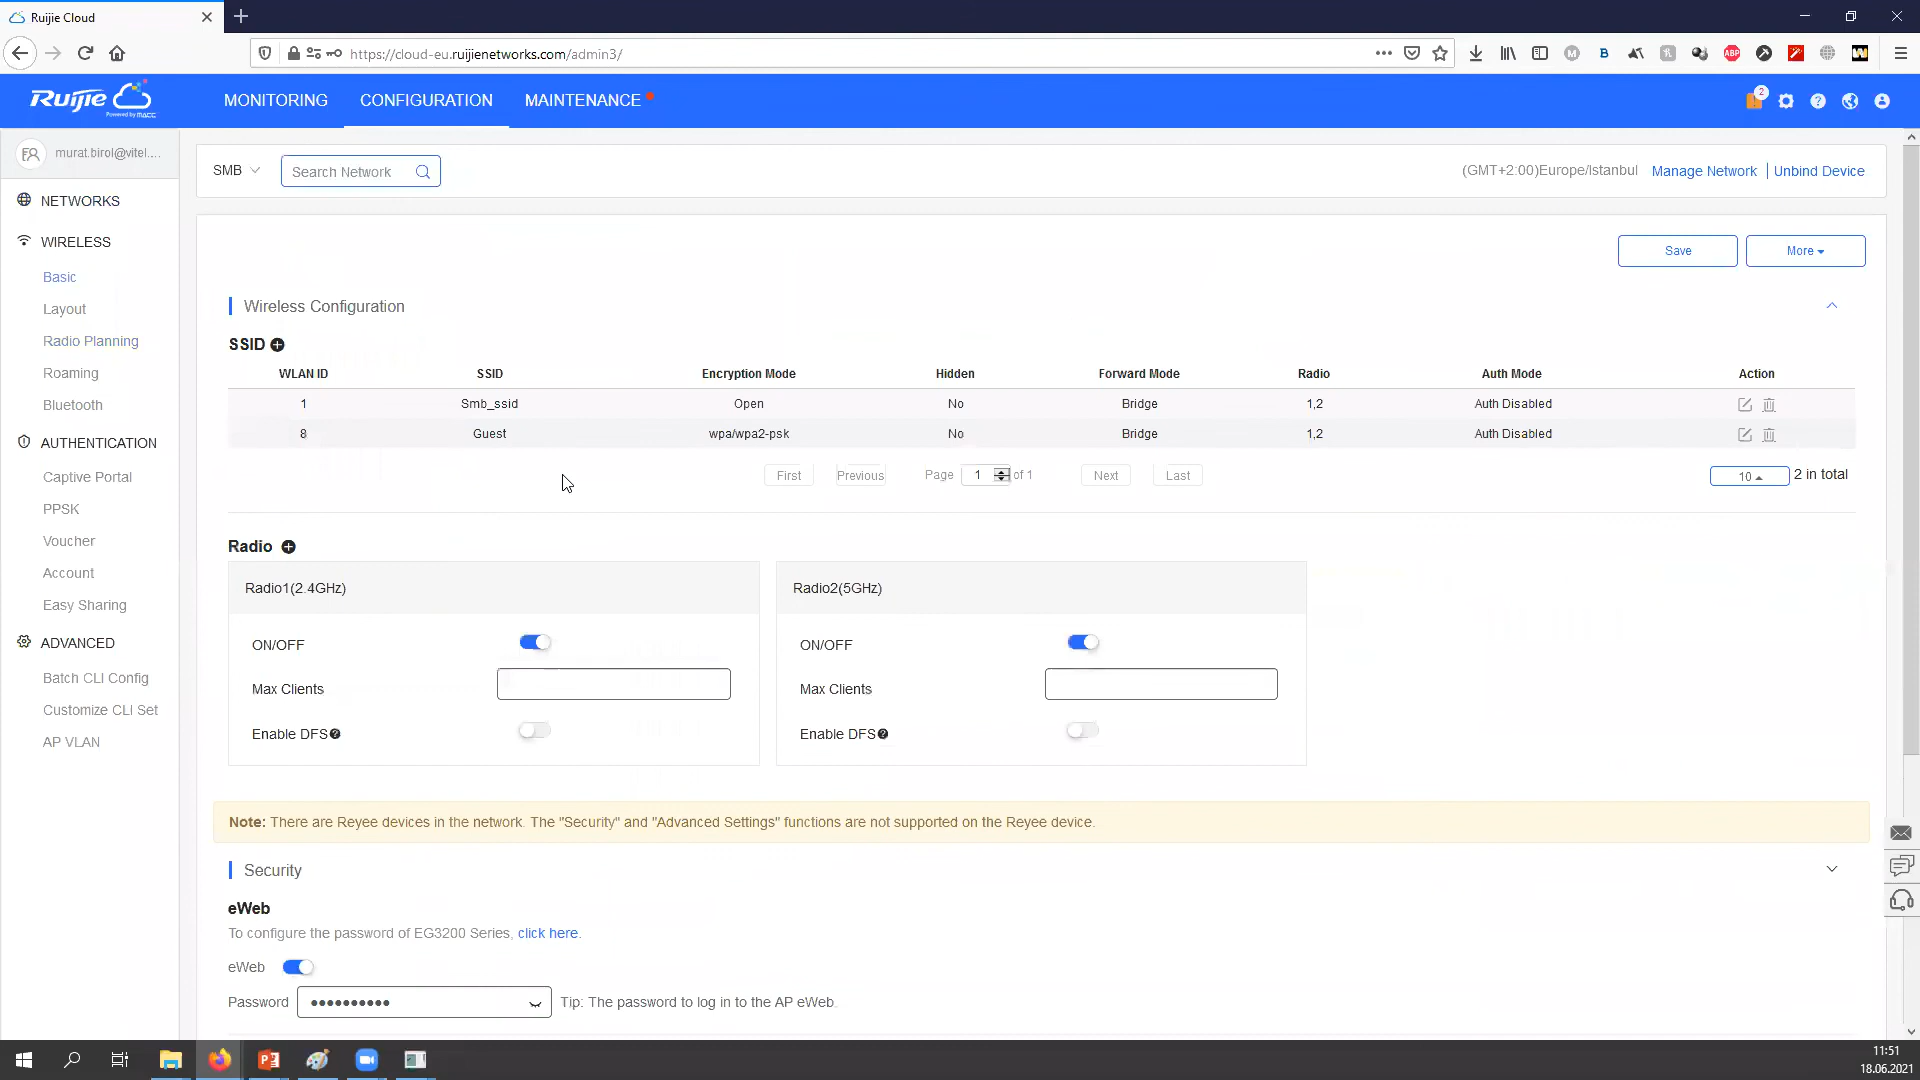 Ruijie Cloud
https://cloud-eu.ruijienetworks.com/admin3/
Ruijie
Powered by MACC
MONITORING CONFIGURATION MAINTENANCE
2
murat.birol@vitel....
SMB Search Network (GMT+2:00)Europe/Istanbul Manage Network | Unbind Device
NETWORKS
WIRELESS
Basic
Layout
Radio Planning
Roaming
Bluetooth
AUTHENTICATION
Captive Portal
PPSK
Voucher
Account
Easy Sharing
ADVANCED
Batch CLI Config
Customize CLI Set
AP VLAN
Save More
Wireless Configuration
SSID
WLAN ID SSID Encryption Mode Hidden Forward Mode Radio Auth Mode Action
1 Smb_ssid Open No Bridge 1,2 Auth Disabled
8 Guest wpa/wpa2-psk No Bridge 1,2 Auth Disabled
First Previous Page 1 of 1 Next Last 10 2 in total
Radio
Radio1(2.4GHz)
ON/OFF
Max Clients
Enable DFS
Radio2(5GHz)
ON/OFF
Max Clients
Enable DFS
Note: There are Reyee devices in the network. The "Security" and "Advanced Settings" functions are not supported on the Reyee device.
Security
eWeb
To configure the password of EG3200 Series, click here.
eWeb
Password ●●●●●●●●●● Tip: The password to log in to the AP eWeb.
11:51
18.06.2021